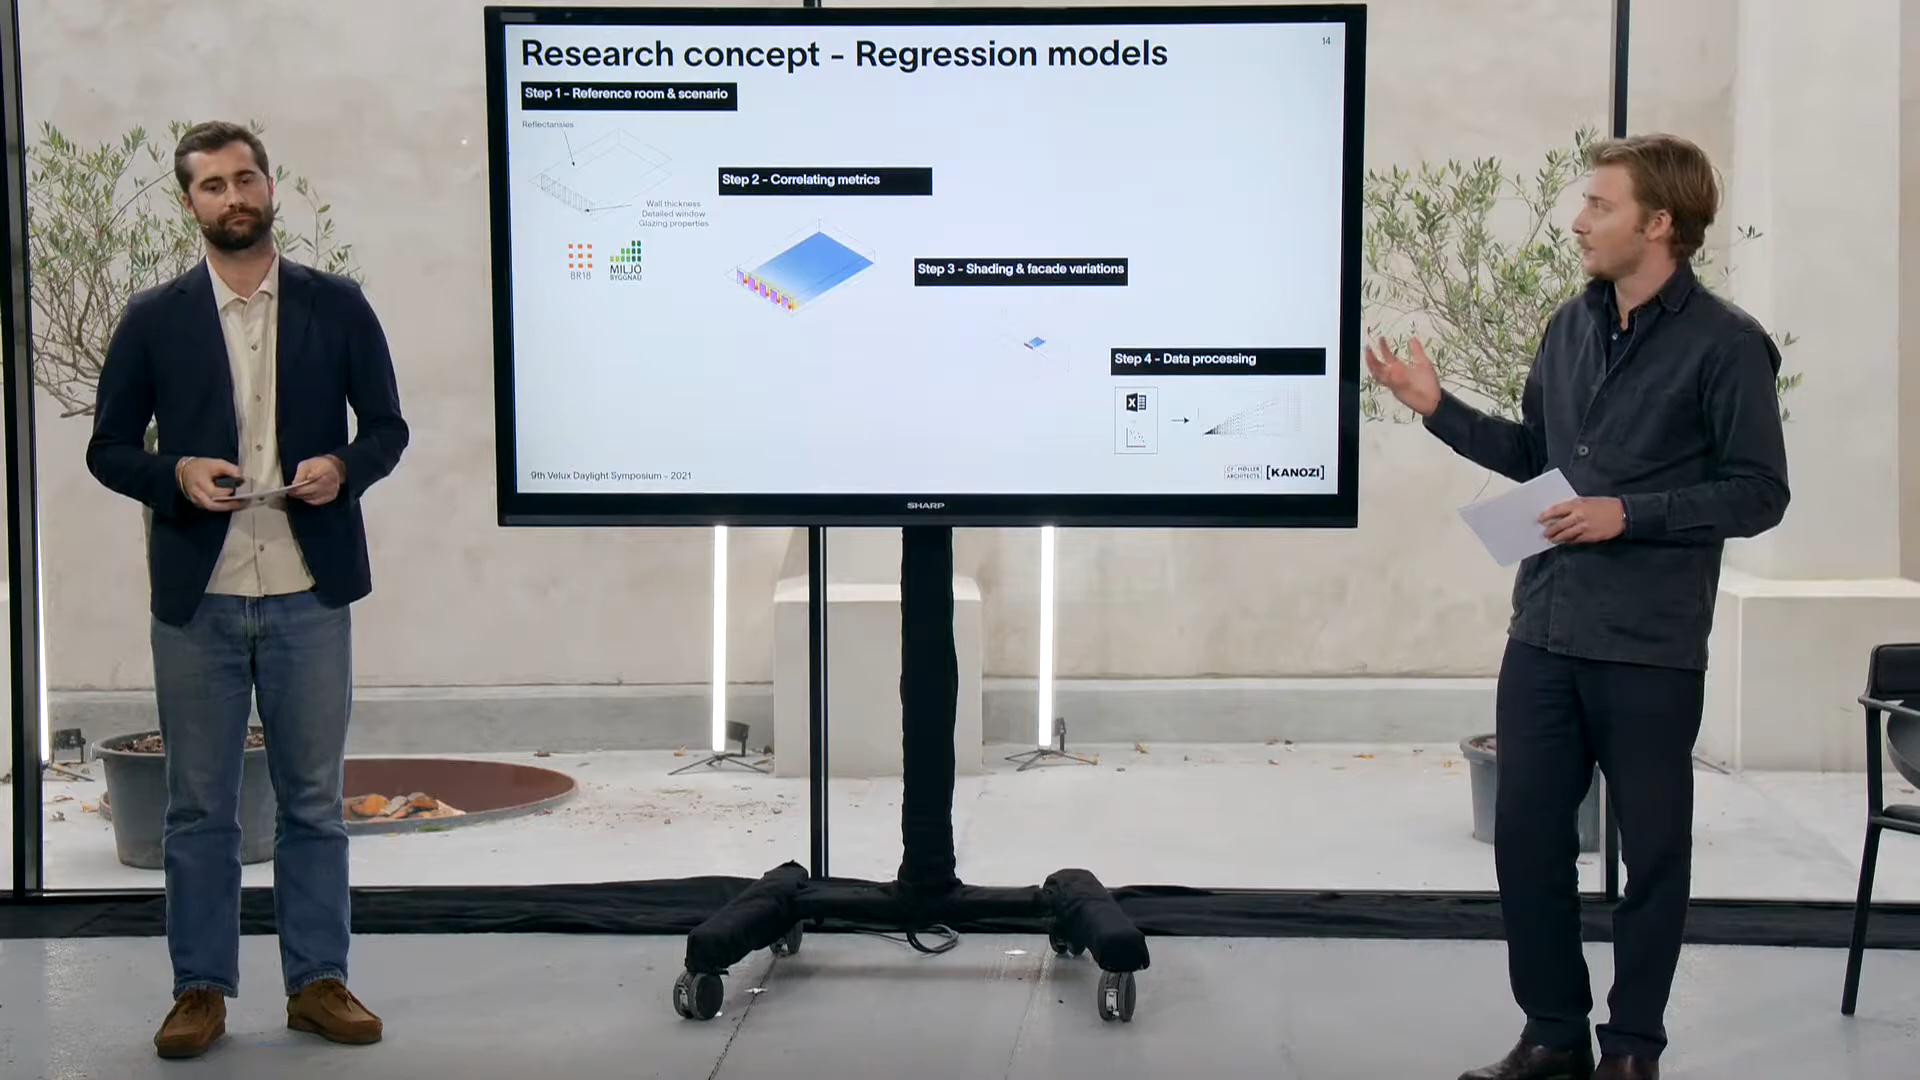 Research concept - Regression models
14
Step 1 - Reference room & scenario
Reflectansies
Wall thickness
Detailed window
Glazing properties
BR18
MILJÖ
BYGGNAD
Step 2 - Correlating metrics
Step 3 - Shading & facade variations
Step 4 - Data processing
X
9th Velux Daylight Symposium - 2021
C.F. MØLLER
ARCHITECTS
[KANOZI]
SHARP